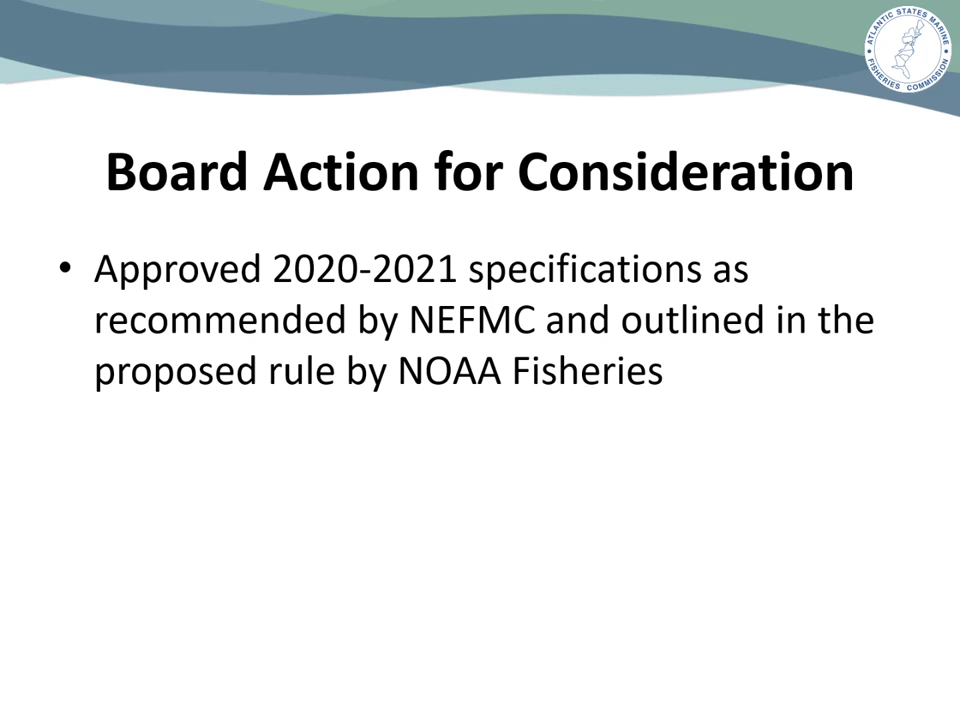 ATLANTIC STATES MARINE
FISHERIES COMMISSION
Board Action for Consideration
• Approved 2020-2021 specifications as
recommended by NEFMC and outlined in the
proposed rule by NOAA Fisheries